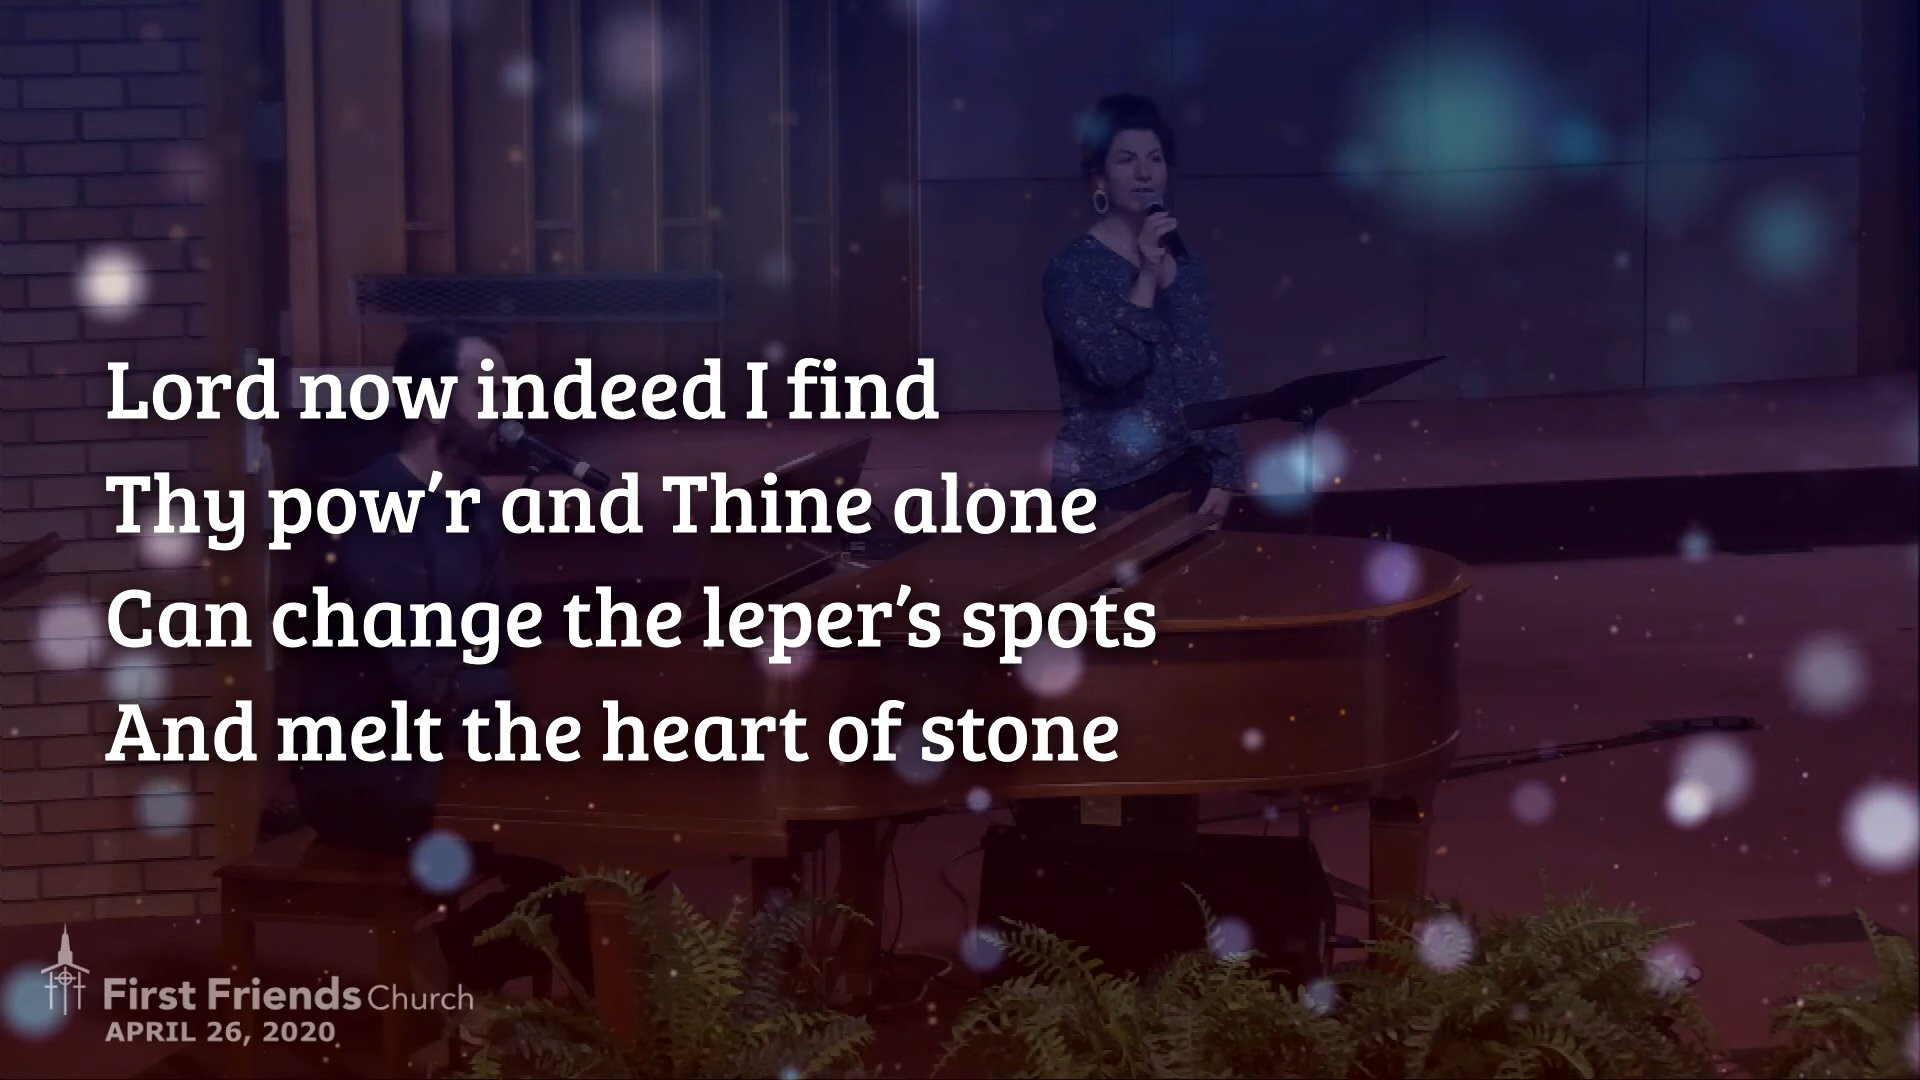 Lord now indeed I find
Thy pow’r and Thine alone
Can change the leper’s spots
And melt the heart of stone
First Friends Church
APRIL 26, 2020